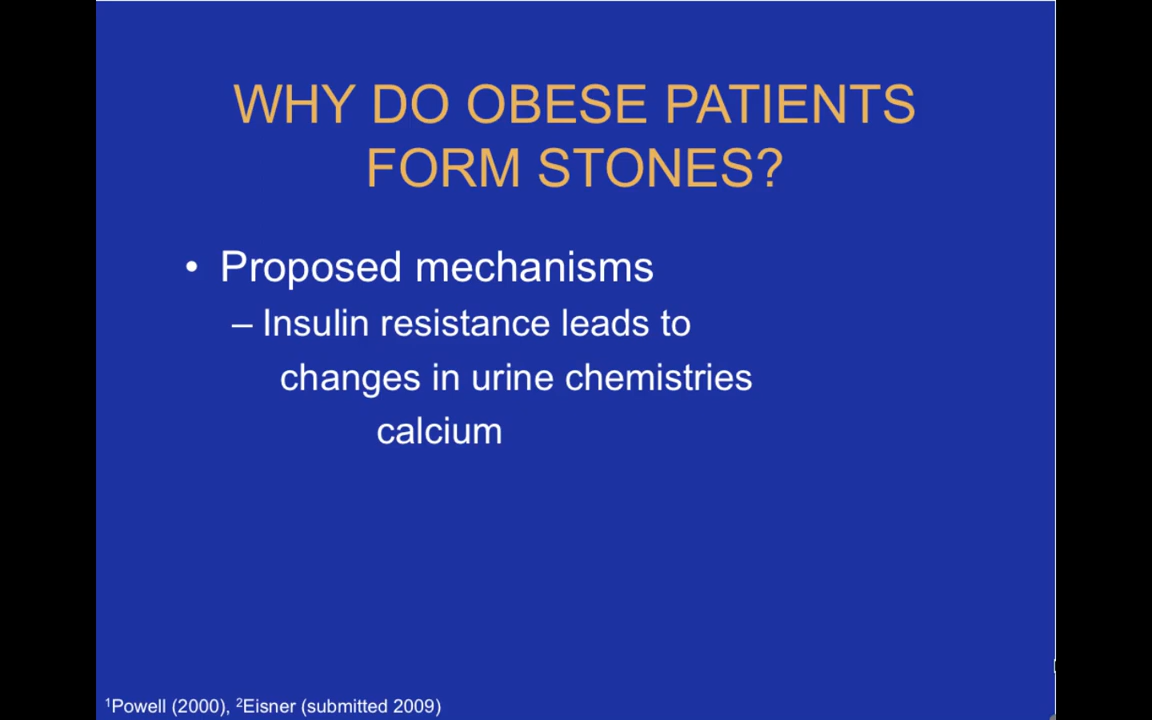 WHY DO OBESE PATIENTS
FORM STONES?
• Proposed mechanisms
– Insulin resistance leads to
changes in urine chemistries
calcium
¹Powell (2000), ²Eisner (submitted 2009)